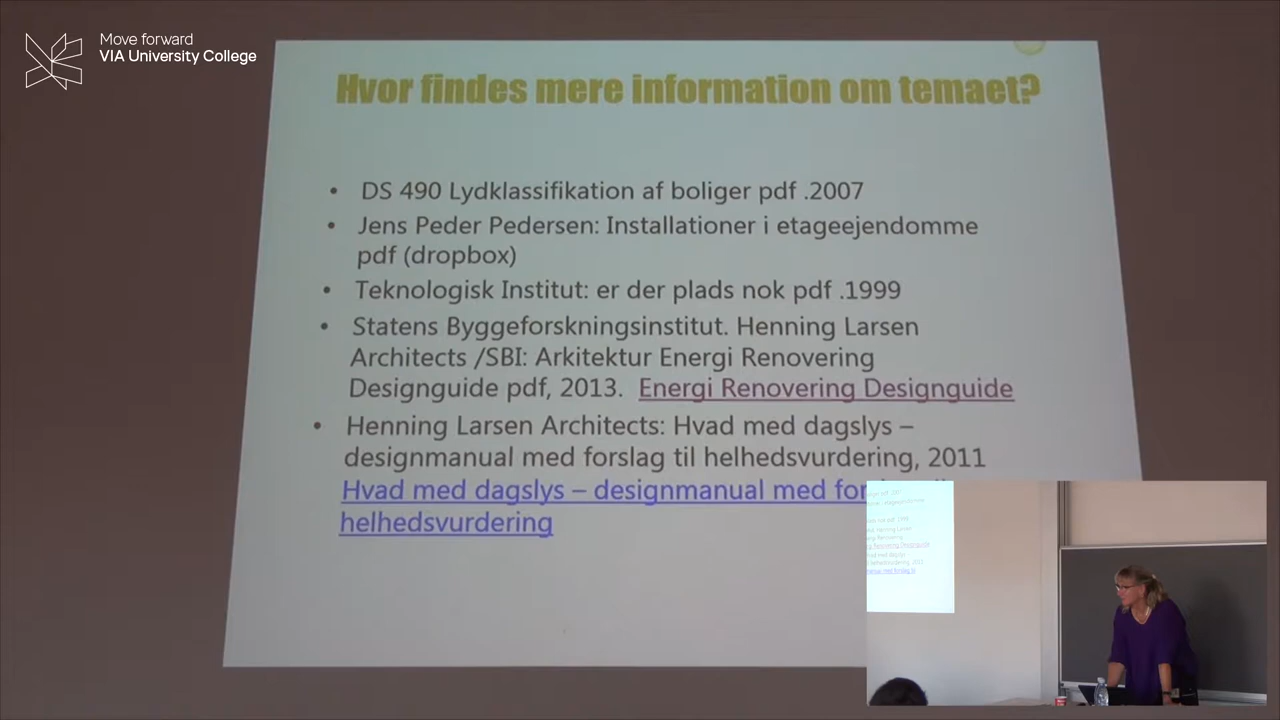 Move forward
VIA University College
Hvor findes mere information om temaet?
• DS 490 Lydklassifikation af boliger pdf .2007
• Jens Peder Pedersen: Installationer i etageejendomme
pdf (dropbox)
• Teknologisk Institut: er der plads nok pdf .1999
• Statens Byggeforskningsinstitut. Henning Larsen
Architects /SBI: Arkitektur Energi Renovering
Designguide pdf, 2013. Energi Renovering Designguide
• Henning Larsen Architects: Hvad med dagslys –
designmanual med forslag til helhedsvurdering, 2011
Hvad med dagslys – designmanual med
helhedsvurdering